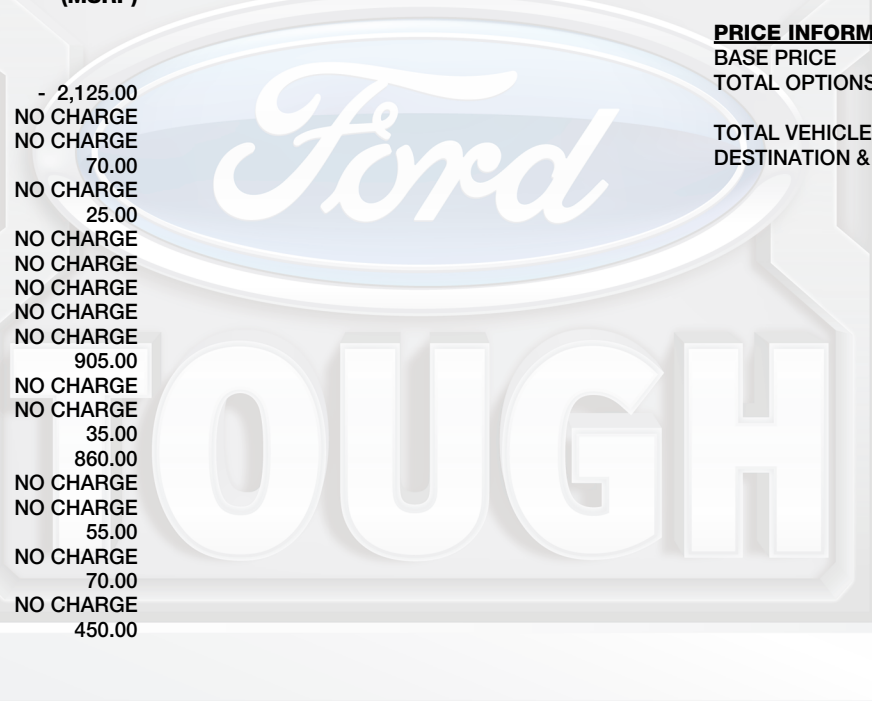 (MSRP)
- 2,125.00
NO CHARGE
NO CHARGE
70.00
NO CHARGE
25.00
NO CHARGE
NO CHARGE
NO CHARGE
NO CHARGE
NO CHARGE
905.00
NO CHARGE
NO CHARGE
35.00
860.00
NO CHARGE
NO CHARGE
55.00
NO CHARGE
70.00
NO CHARGE
450.00
PRICE INFORM
BASE PRICE
TOTAL OPTIONS
TOTAL VEHICLE
DESTINATION &
Ford
TOUGH